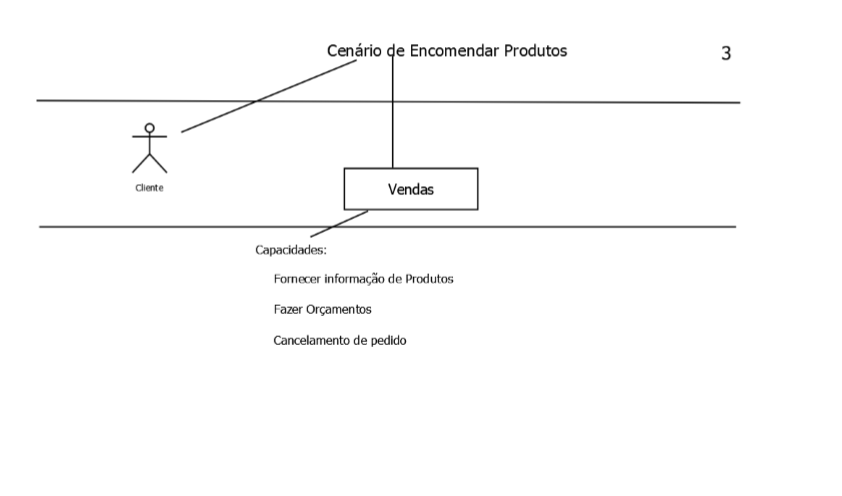 Cenário de Encomendar Produtos
3
Cliente
Vendas
Capacidades:
Fornecer informação de Produtos
Fazer Orçamentos
Cancelamento de pedido